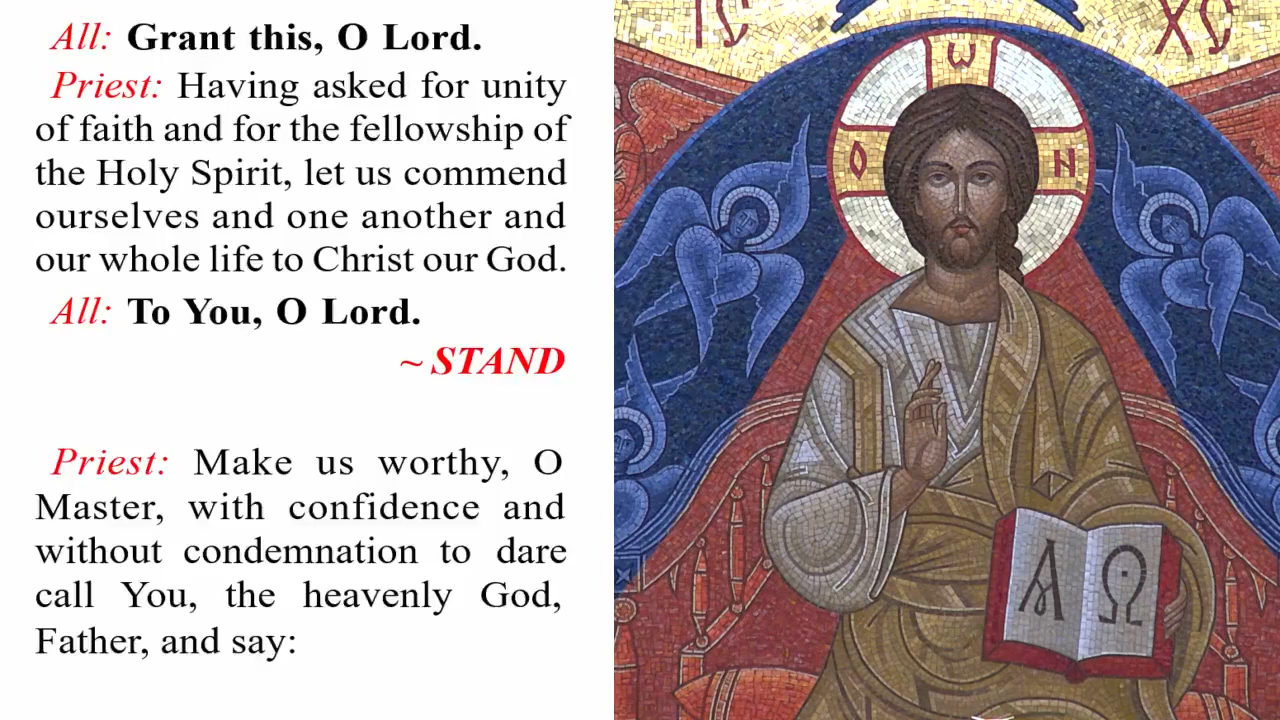 All: Grant this, O Lord.
Priest: Having asked for unity
of faith and for the fellowship of
the Holy Spirit, let us commend
ourselves and one another and
our whole life to Christ our God.
All: To You, O Lord.
~ STAND
Priest: Make us worthy, O
Master, with confidence and
without condemnation to dare
call You, the heavenly God,
Father, and say:
IC XC
ω
Ο Ν
Α Ω